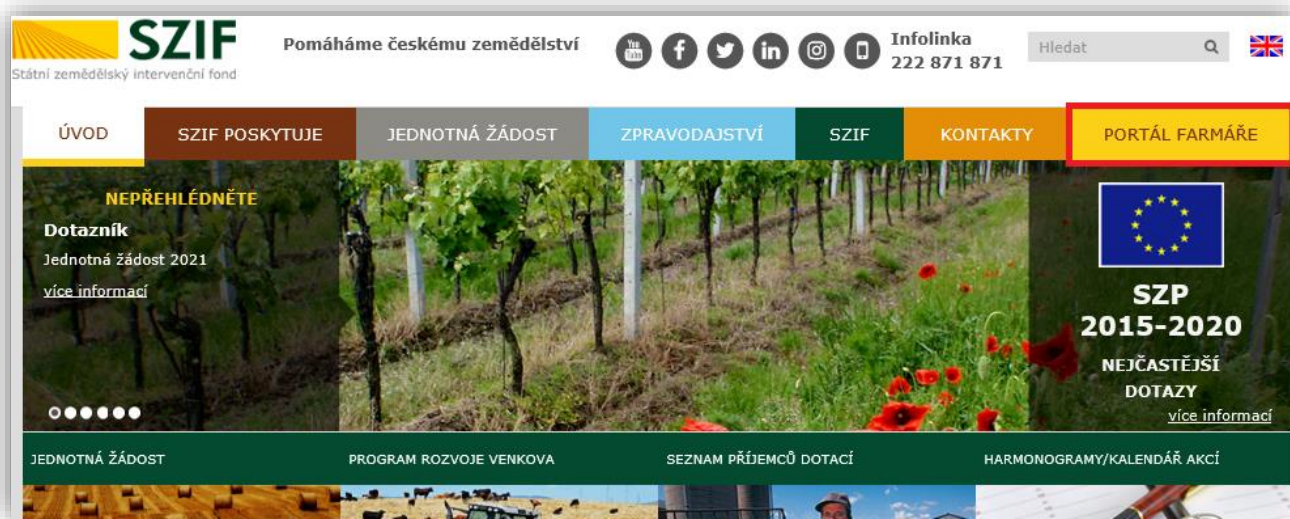 SZIF
Státní zemědělský intervenční fond
Pomáháme českému zemědělství
You
Tube
Infolinka
222 871 871
Hledat
ÚVOD
SZIF POSKYTUJE
JEDNOTNÁ ŽÁDOST
ZPRAVODAJSTVÍ
SZIF
KONTAKTY
PORTÁL FARMÁŘE
NEPŘEHLÉDNĚTE
Dotazník
Jednotná žádost 2021
více informací
SZP
2015-2020
NEJČASTĚJŠÍ
DOTAZY
více informací
JEDNOTNÁ ŽÁDOST
PROGRAM ROZVOJE VENKOVA
SEZNAM PŘÍJEMCŮ DOTACÍ
HARMONOGRAMY/KALENDÁŘ AKCÍ